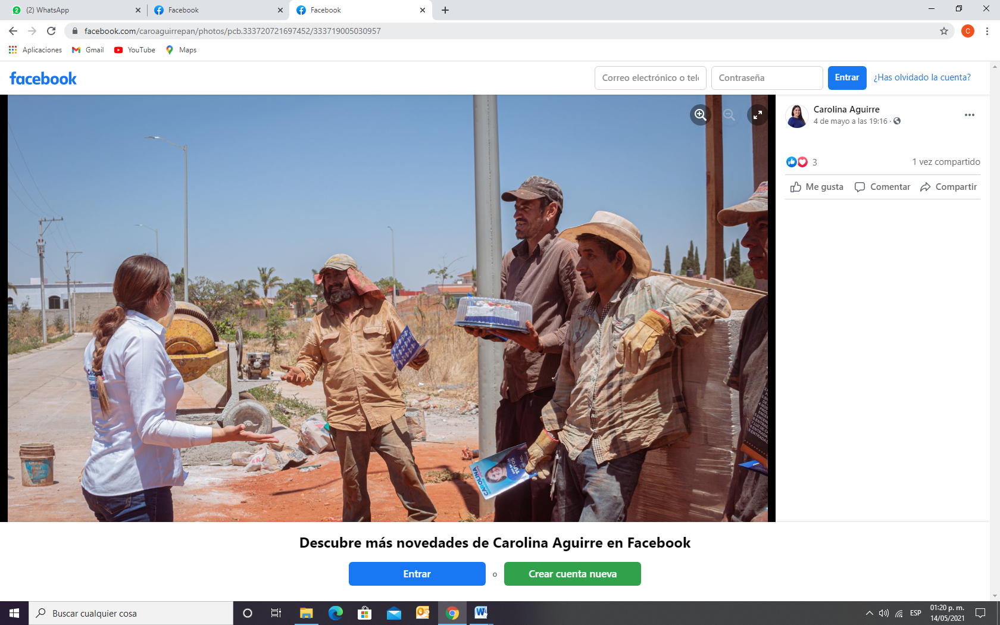 (2) WhatsApp
Facebook
Facebook
facebook.com/caroaguirrepan/photos/pcb.333720721697452/333719005030957
C
Aplicaciones
Gmail
YouTube
Maps
facebook
Correo electrónico o telé
Contraseña
Entrar
¿Has olvidado la cuenta?
Carolina Aguirre
4 de mayo a las 19:16 ·
3
1 vez compartido
Me gusta
Comentar
Compartir
CAROLINA
TUYOS
Descubre más novedades de Carolina Aguirre en Facebook
Entrar
o
Crear cuenta nueva
Buscar cualquier cosa
ESP
01:20 p. m.
14/05/2021